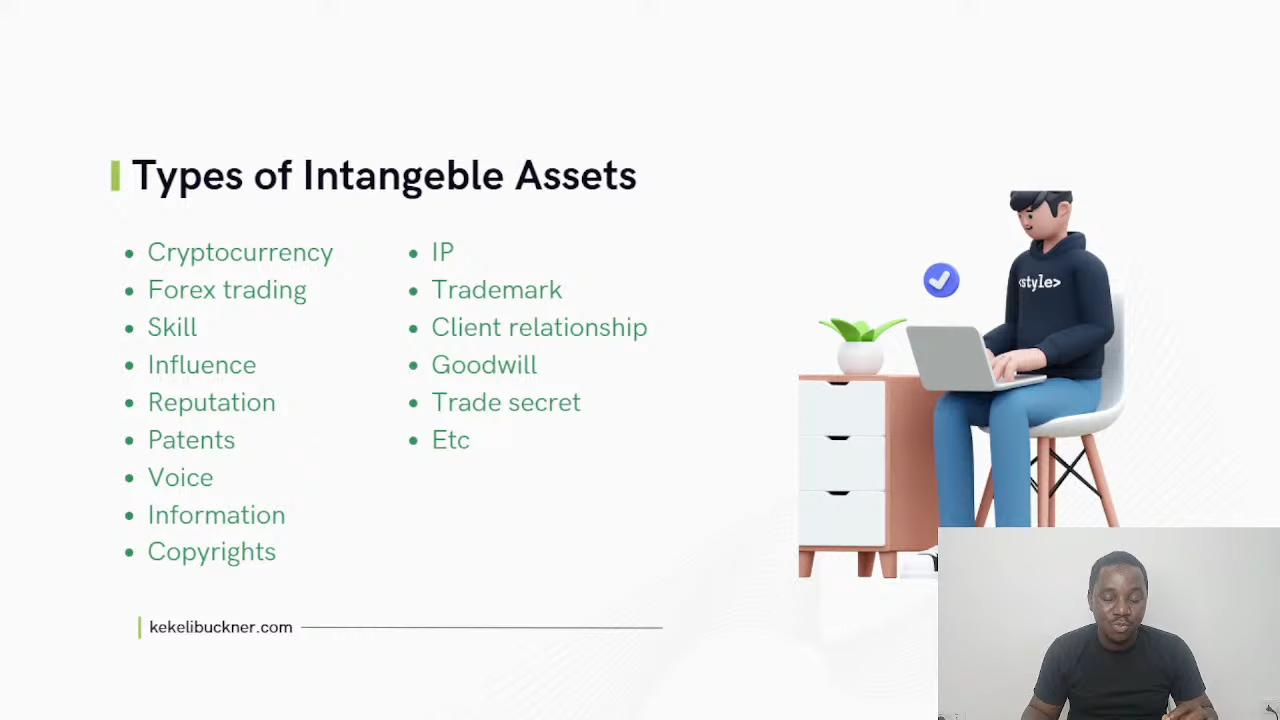 Types of Intangeble Assets
Cryptocurrency
Forex trading
Skill
Influence
Reputation
Patents
Voice
Information
Copyrights
IP
Trademark
Client relationship
Goodwill
Trade secret
Etc
<style>
kekelibuckner.com